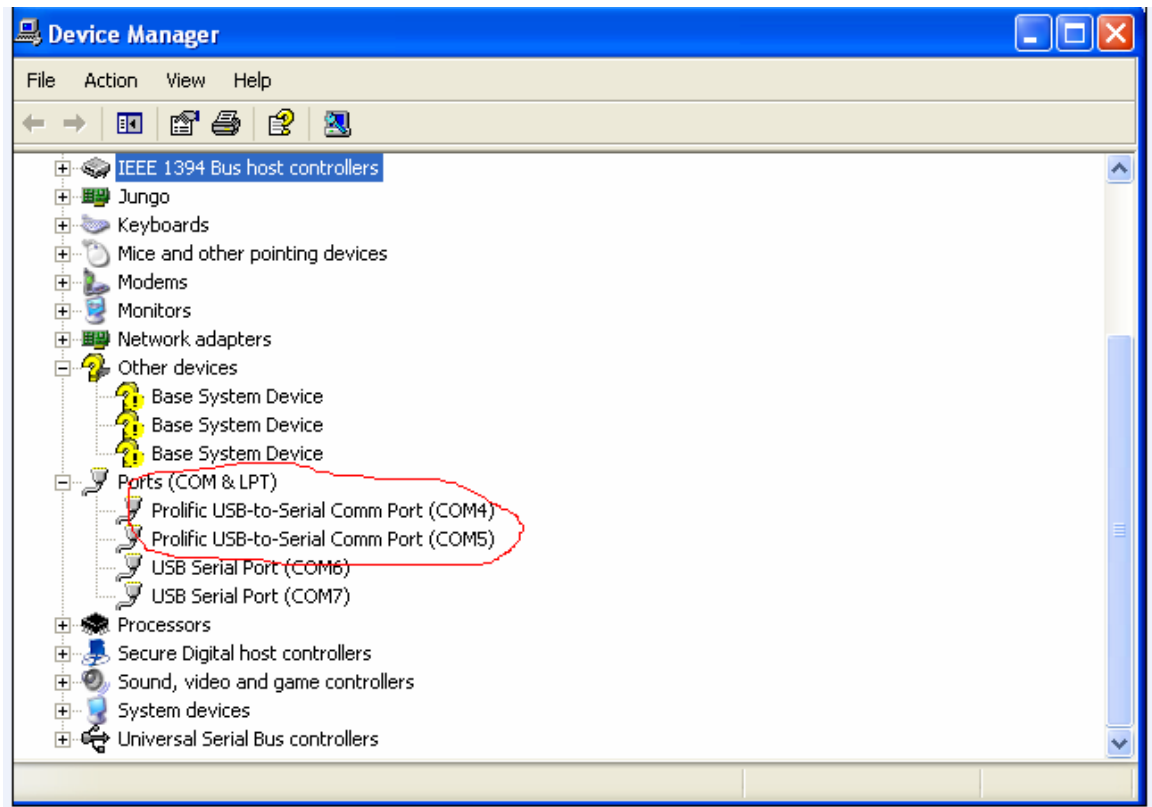 Device Manager
File Action View Help
IEEE 1394 Bus host controllers
Jungo
Keyboards
Mice and other pointing devices
Modems
Monitors
Network adapters
Other devices
Base System Device
Base System Device
Base System Device
Ports (COM & LPT)
Prolific USB-to-Serial Comm Port (COM4)
Prolific USB-to-Serial Comm Port (COM5)
USB Serial Port (COM6)
USB Serial Port (COM7)
Processors
Secure Digital host controllers
Sound, video and game controllers
System devices
Universal Serial Bus controllers